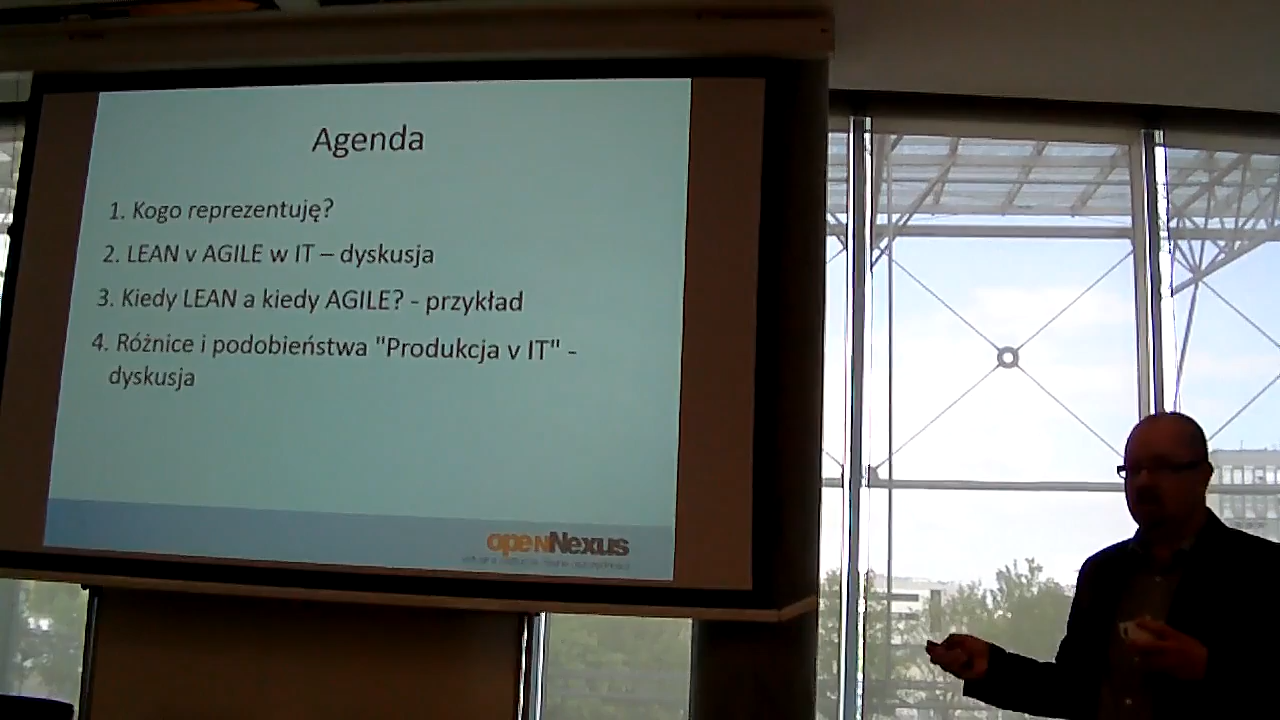 Agenda
1. Kogo reprezentuję?
2. LEAN v AGILE w IT – dyskusja
3. Kiedy LEAN a kiedy AGILE? - przykład
4. Różnice i podobieństwa "Produkcja v IT" -
dyskusja
openNexus